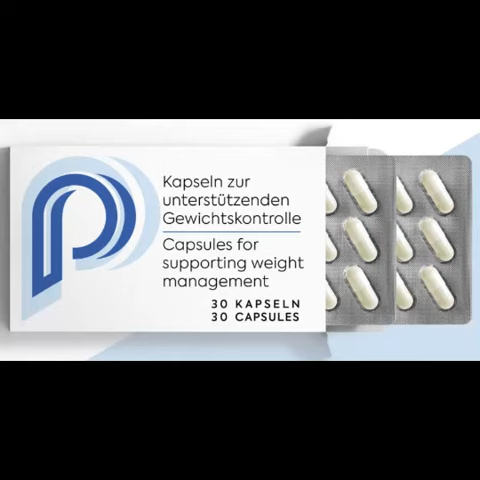 Kapseln zur
unterstützenden
Gewichtskontrolle
Capsules for
supporting weight
management
30 KAPSELN
30 CAPSULES